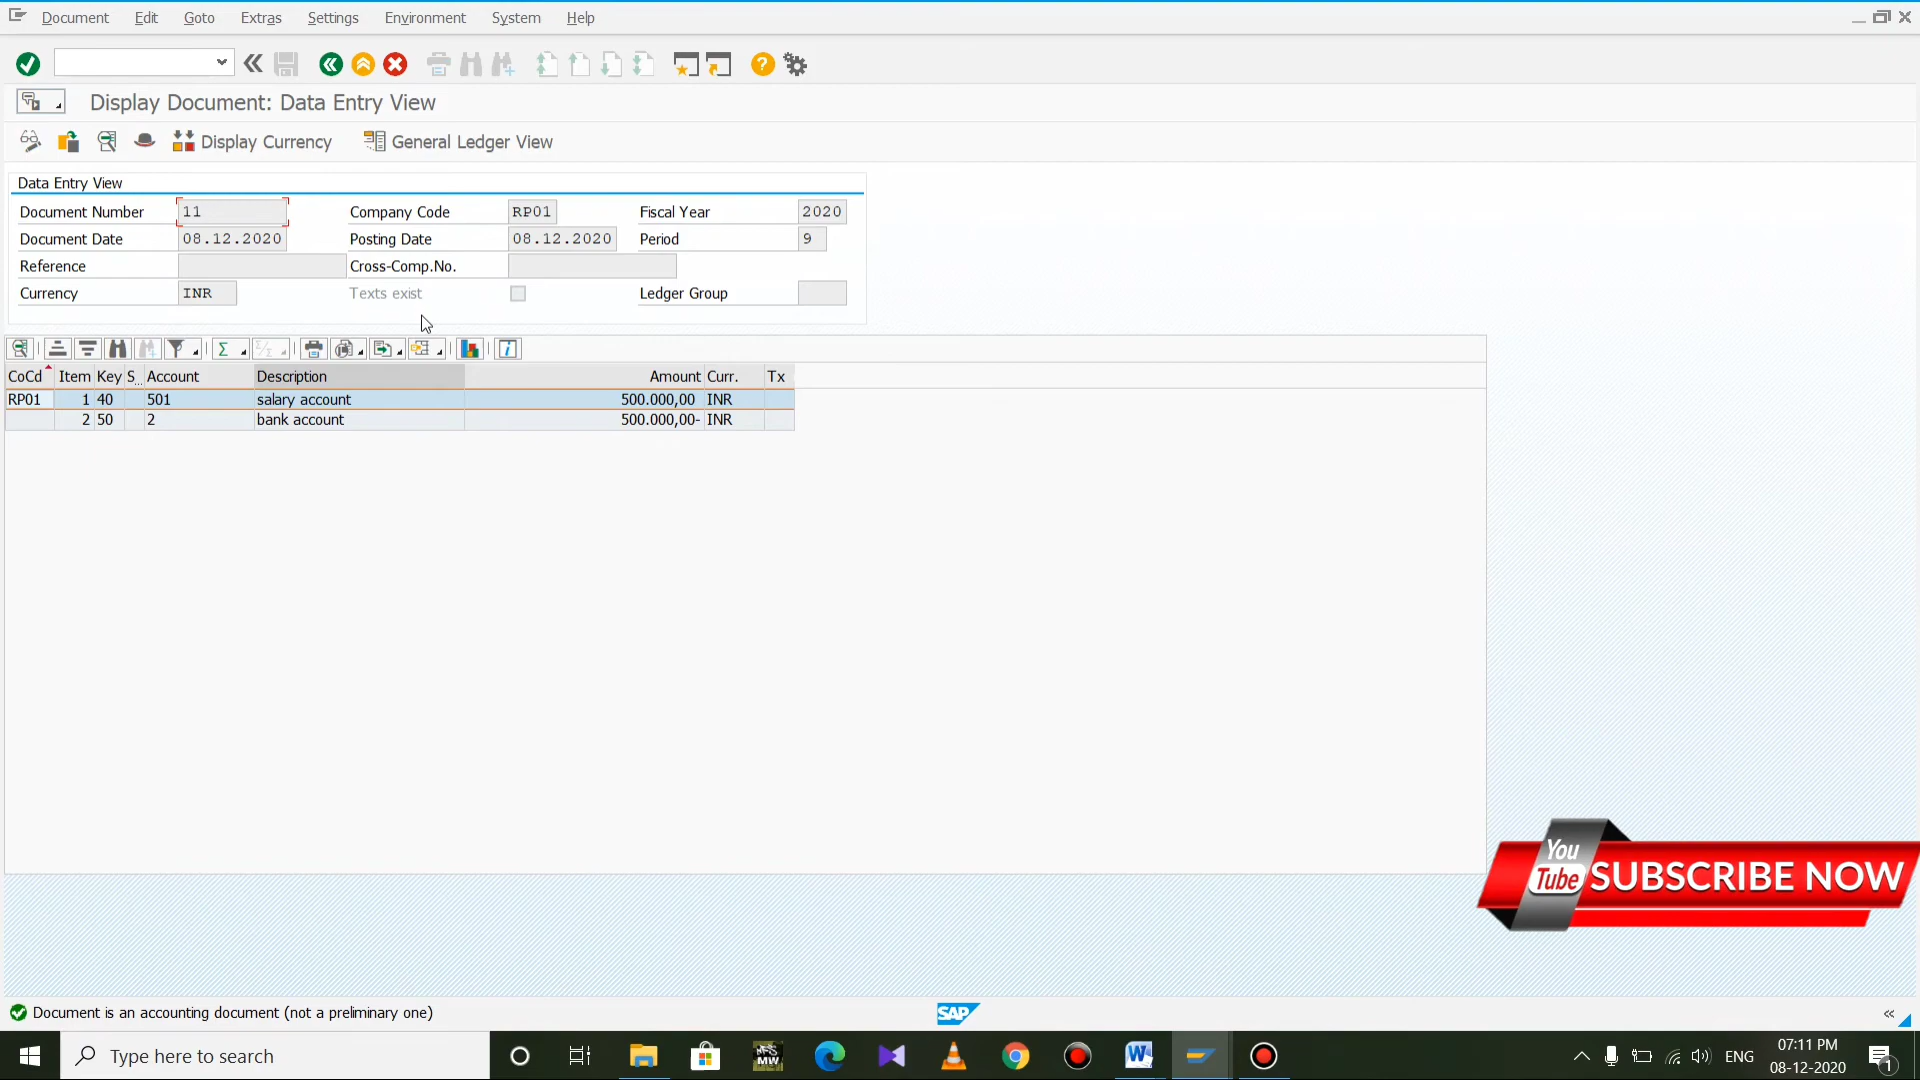 Document Edit Goto Extras Settings Environment System Help
Display Document: Data Entry View
Display Currency General Ledger View
Data Entry View
Document Number 11 Company Code RP01 Fiscal Year 2020
Document Date 08.12.2020 Posting Date 08.12.2020 Period 9
Reference Cross-Comp.No.
Currency INR Texts exist Ledger Group
CoCd Item Key S... Account Description Amount Curr. Tx
RP01 1 40 501 salary account 500.000,00 INR
2 50 2 bank account 500.000,00- INR
You
Tube SUBSCRIBE NOW
Document is an accounting document (not a preliminary one)
SAP
Type here to search
MW
ENG
07:11 PM
08-12-2020
1